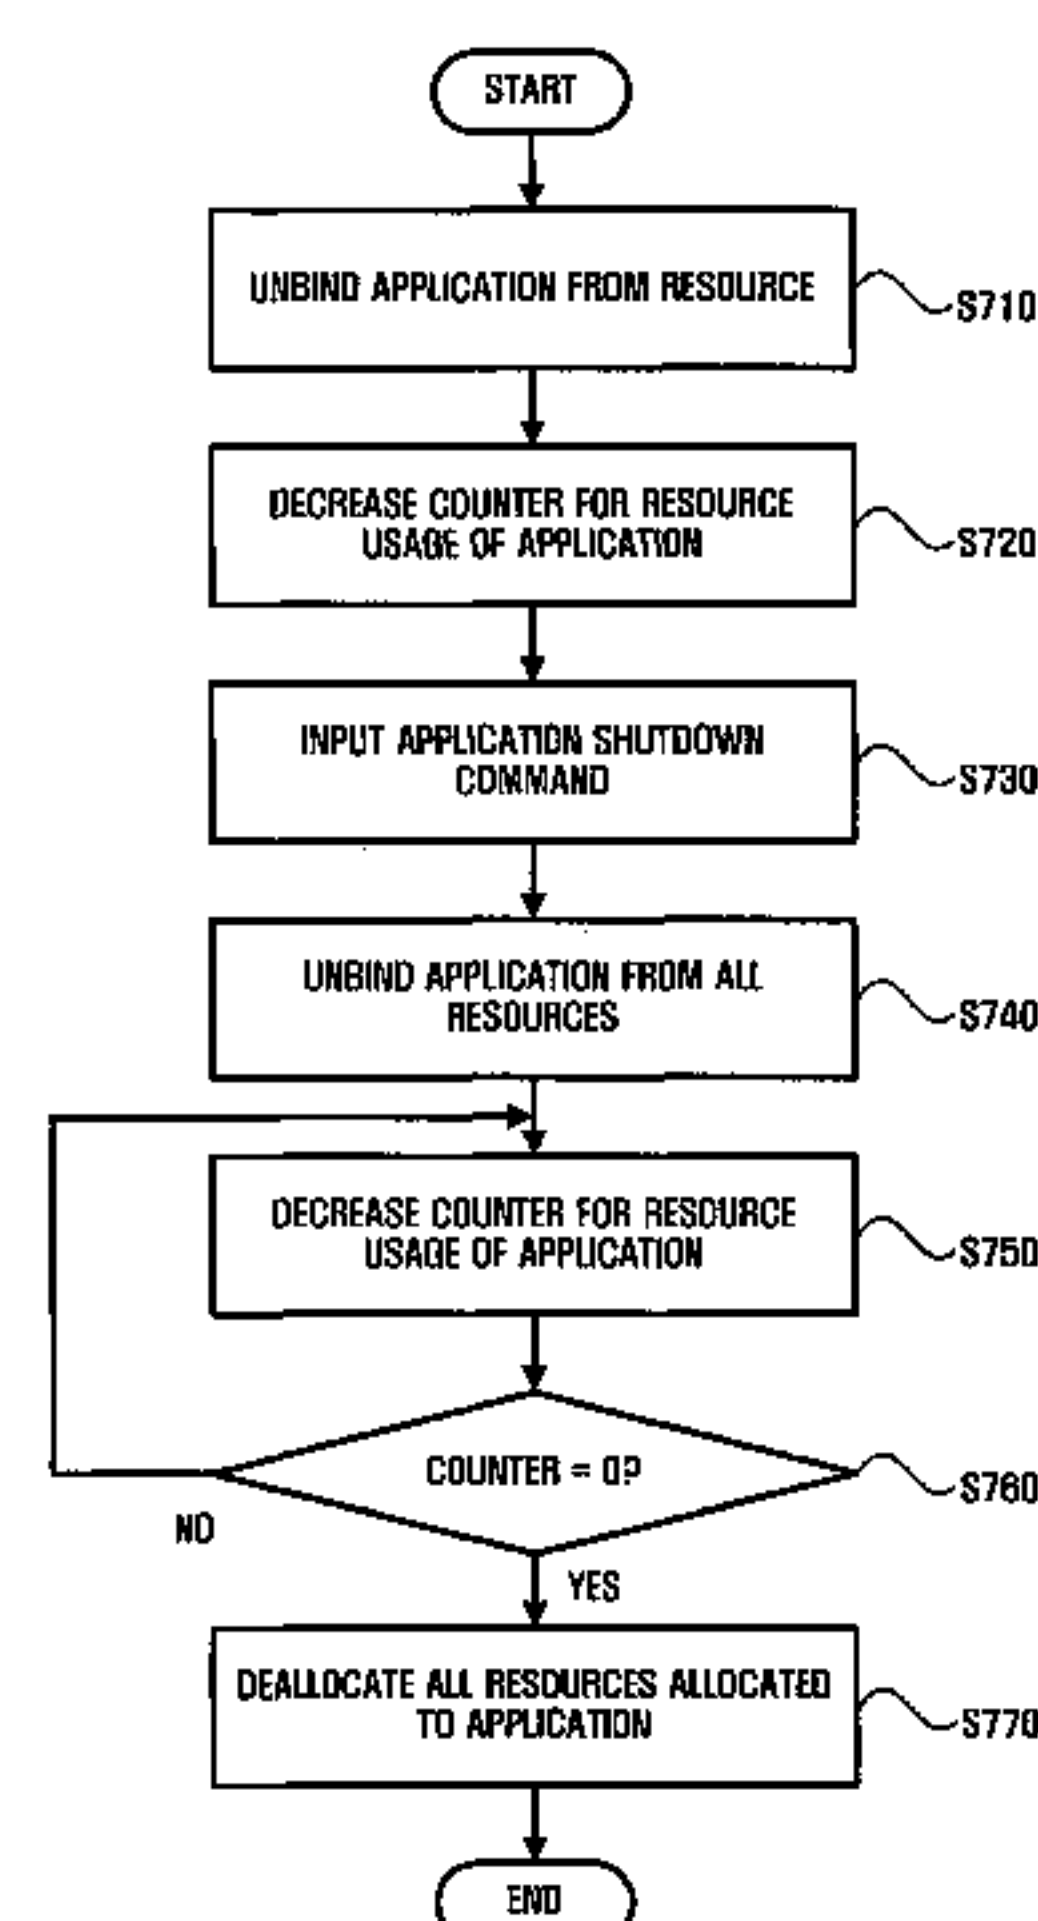 START
UNBIND APPLICATION FROM RESOURCE
S710
DECREASE COUNTER FOR RESOURCE
USAGE OF APPLICATION
S720
INPUT APPLICATION SHUTDOWN
COMMAND
S730
UNBIND APPLICATION FROM ALL
RESOURCES
S740
DECREASE COUNTER FOR RESOURCE
USAGE OF APPLICATION
S750
COUNTER = 0?
S760
NO
YES
DEALLOCATE ALL RESOURCES ALLOCATED
TO APPLICATION
S770
END